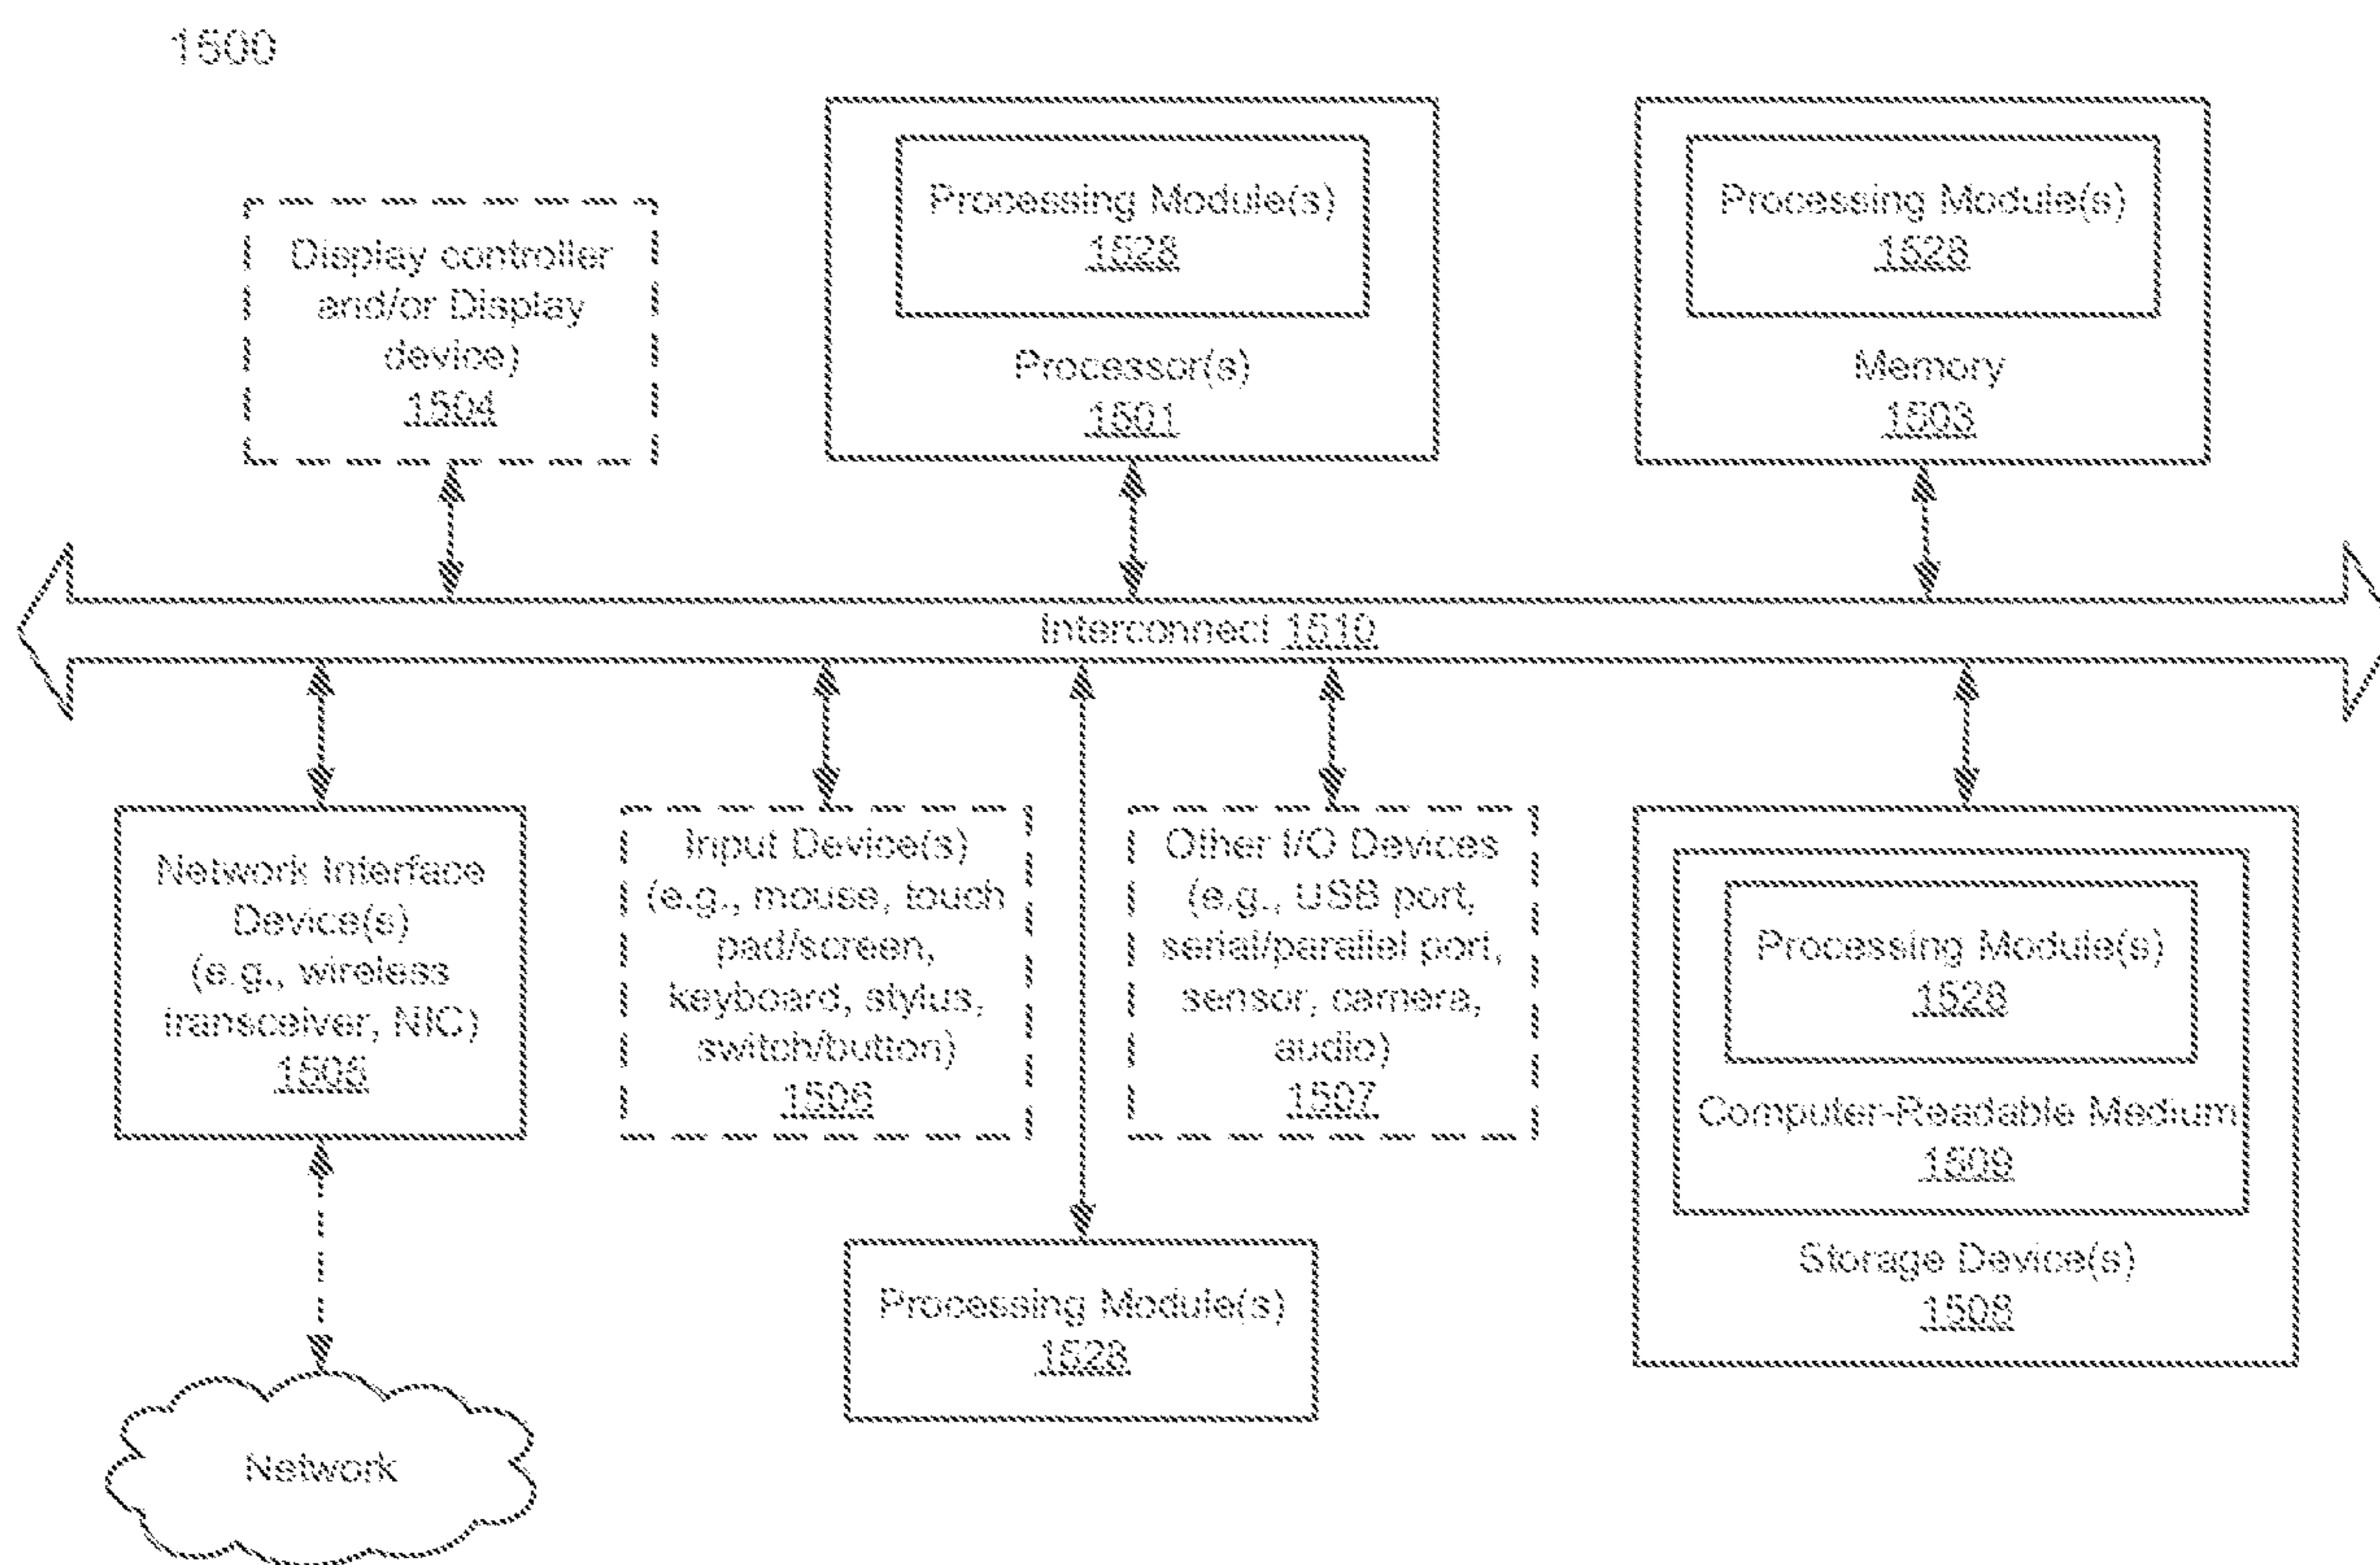 1500
Display controller
and/or Display
device)
1504
Processing Module(s)
1528
Processor(s)
1501
Processing Module(s)
1528
Memory
1503
Interconnect 1510
Network Interface
Device(s)
(e.g., wireless
transceiver, NIC)
1505
Input Device(s)
(e.g., mouse, touch
pad/screen,
keyboard, stylus,
switch/button)
1506
Other I/O Devices
(e.g., USB port,
serial/parallel port,
sensor, camera,
audio)
1507
Processing Module(s)
1528
Computer-Readable Medium
1509
Storage Device(s)
1508
Processing Module(s)
1528
Network